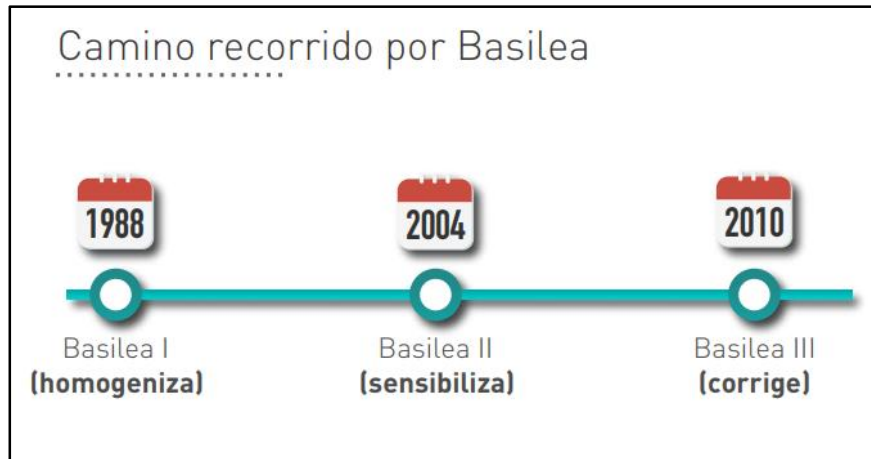 Camino recorrido por Basilea
1988
2004
2010
Basilea I
(homogeniza)
Basilea II
(sensibiliza)
Basilea III
(corrige)